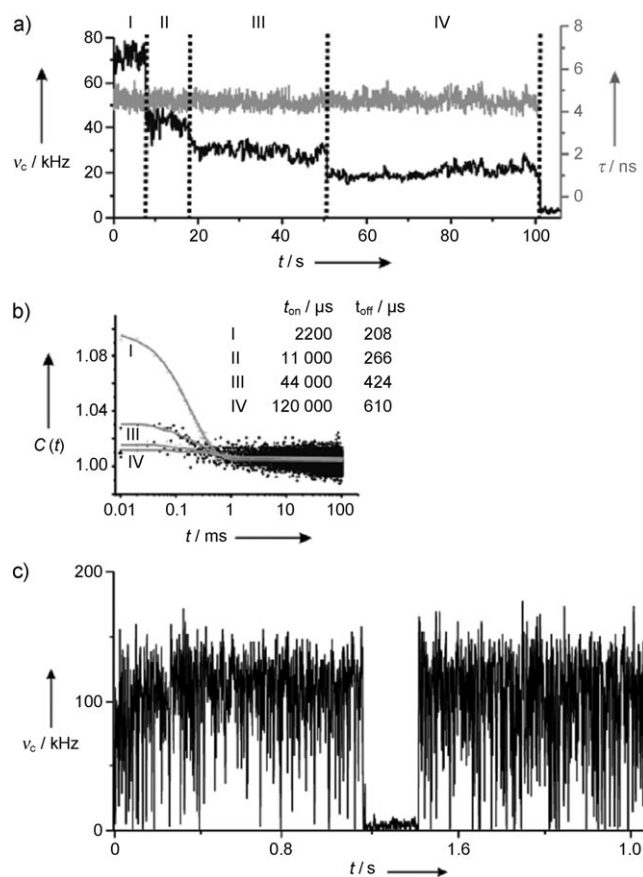 a)
I II III IV
80
60
40
20
0
νc / kHz
8
6
4
2
0
τ / ns
0 20 40 60 80 100
t / s
b)
ton / µs toff / µs
I 2200 208
II 11 000 266
III 44 000 424
IV 120 000 610
1.08
1.04
1.00
C (t)
I
III
IV
0.01 0.1 1 10 100
t / ms
c)
200
100
0
νc / kHz
0 0.8 1.6 1.0
t / s